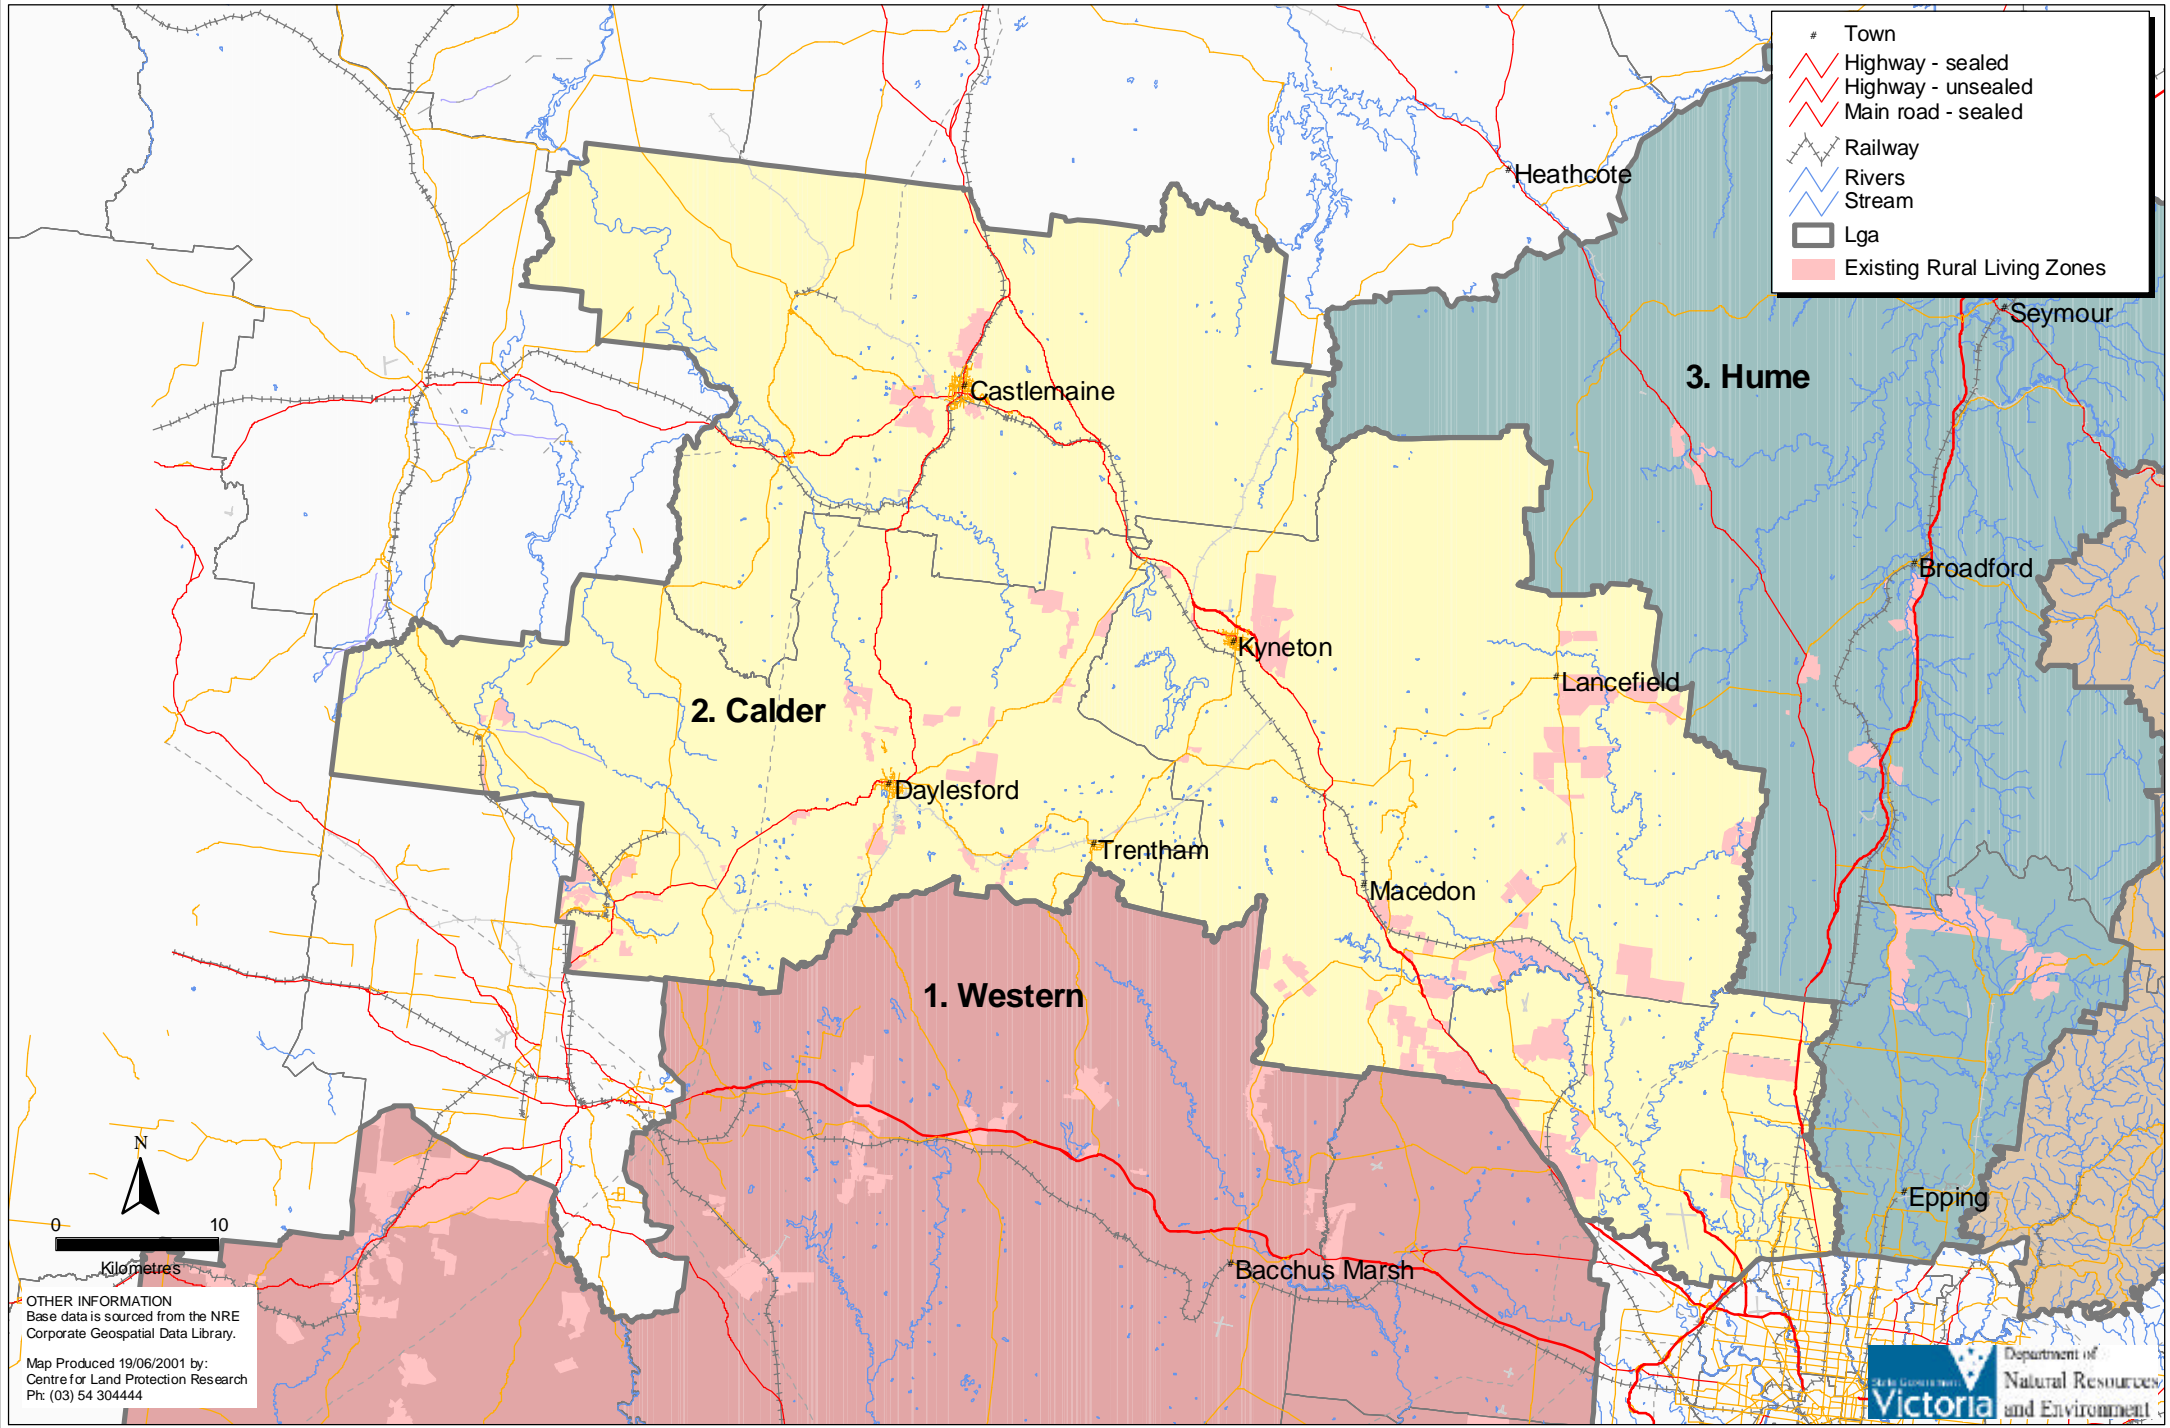 # Town
Highway - sealed
Highway - unsealed
Main road - sealed
Railway
Rivers
Stream
Lga
Existing Rural Living Zones
Heathcote
Seymour
3. Hume
Castlemaine
Broadford
Kyneton
Lancefield
2. Calder
Daylesford
Trentham
Macedon
1. Western
Epping
Bacchus Marsh
N
0 10
Kilometres
OTHER INFORMATION
Base data is sourced from the NRE
Corporate Geospatial Data Library.
Map Produced 19/06/2001 by:
Centre for Land Protection Research
Ph: (03) 54 304444
State Government
Victoria
Department of
Natural Resources
and Environment